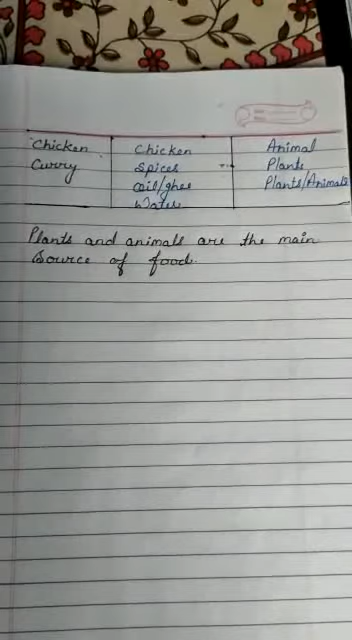 Chicken Chicken Animal
Curry Spices Plants
Oil/ghee Plants/Animals
Water
Plants and animals are the main
source of food.